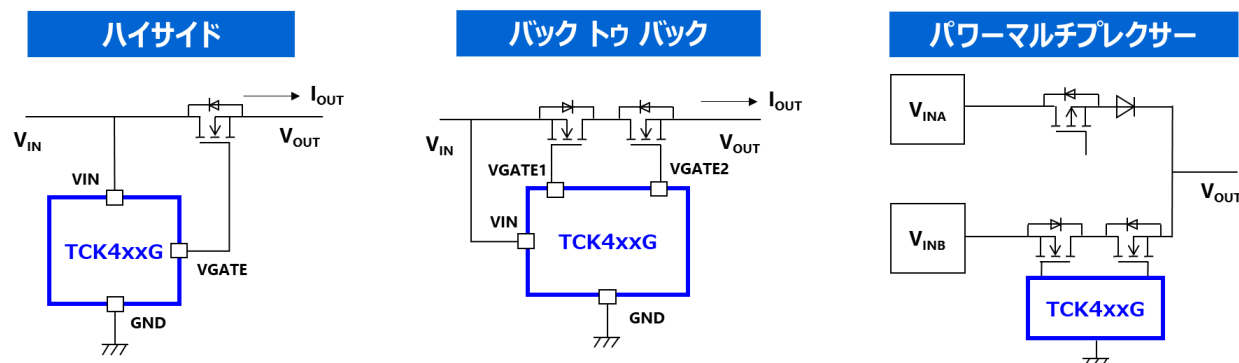 ハイサイド
IOUT
VIN
VOUT
VIN
TCK4xxG
VGATE
GND
バック トゥ バック
IOUT
VIN
VOUT
VGATE1
VGATE2
VIN
TCK4xxG
GND
パワーマルチプレクサー
VINA
VOUT
VINB
TCK4xxG